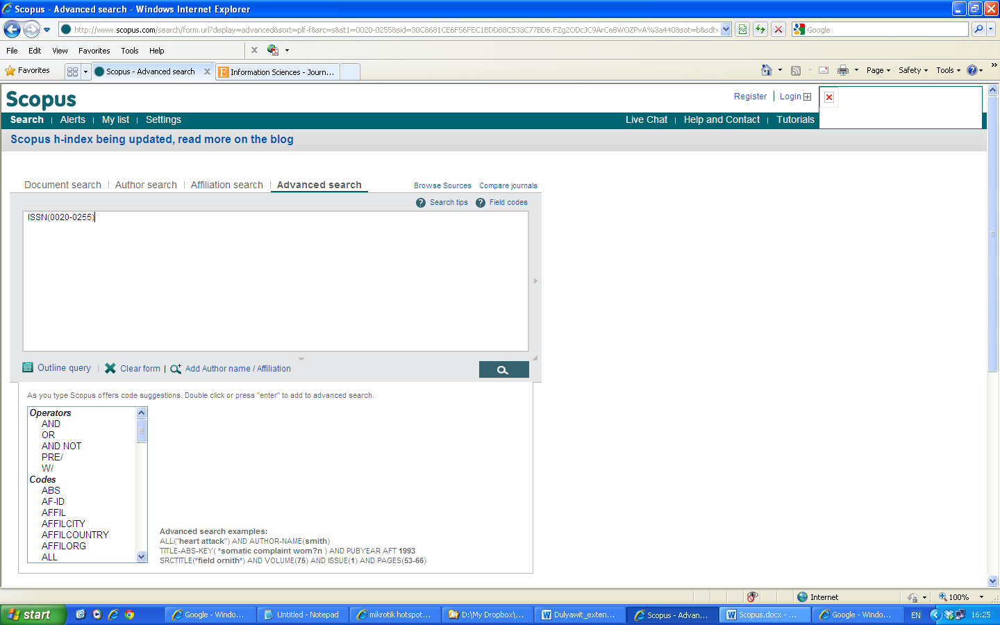 Scopus - Advanced search - Windows Internet Explorer
http://www.scopus.com/search/form.url?display=advanced&sort=plf-f&src=s&st1=0020-0255&sid=30C8681CE6F56FEC1BDD88C533C77BD6.FZg2ODcJC9ArCe8WOZPvA%3a440&sot=b&sdt=
Google
File Edit View Favorites Tools Help
X
Favorites
Scopus - Advanced search
Information Sciences - Journ...
Page Safety Tools
Scopus
Register Login
Search Alerts My list Settings Live Chat Help and Contact Tutorials
Scopus h-index being updated, read more on the blog
Document search Author search Affiliation search Advanced search Browse Sources Compare journals
? Search tips ? Field codes
ISSN(0020-0255)
Outline query Clear form | Add Author name / Affiliation
As you type Scopus offers code suggestions. Double click or press "enter" to add to advanced search.
Operators
AND
OR
AND NOT
PRE/
W/
Codes
ABS
AF-ID
AFFIL
AFFILCITY
AFFILCOUNTRY
AFFILORG
ALL
Advanced search examples:
ALL("heart attack") AND AUTHOR-NAME(smith)
TITLE-ABS-KEY( *somatic complaint wom?n ) AND PUBYEAR AFT 1993
SRCTITLE(*field ornith*) AND VOLUME(75) AND ISSUE(1) AND PAGES(53-66)
Internet 100%
start Google - Windo... Untitled - Notepad mikrotik hotspot... D:\My Dropbox\... Dulyawit_exten... Scopus - Advan... Scopus.docx - ... Google - Windo... EN 16:25